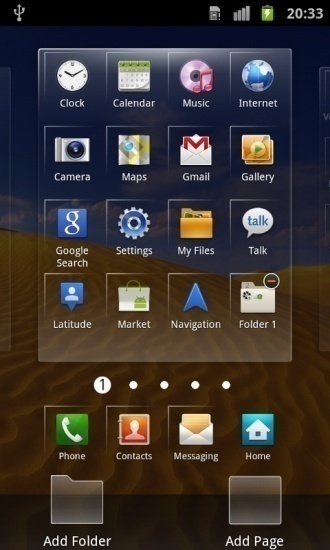 20:33
Clock Calendar Music Internet
Camera Maps Gmail Gallery
talk
Google Search Settings My Files Talk
Latitude Market Navigation Folder 1
1
Phone Contacts Messaging Home
Add Folder Add Page